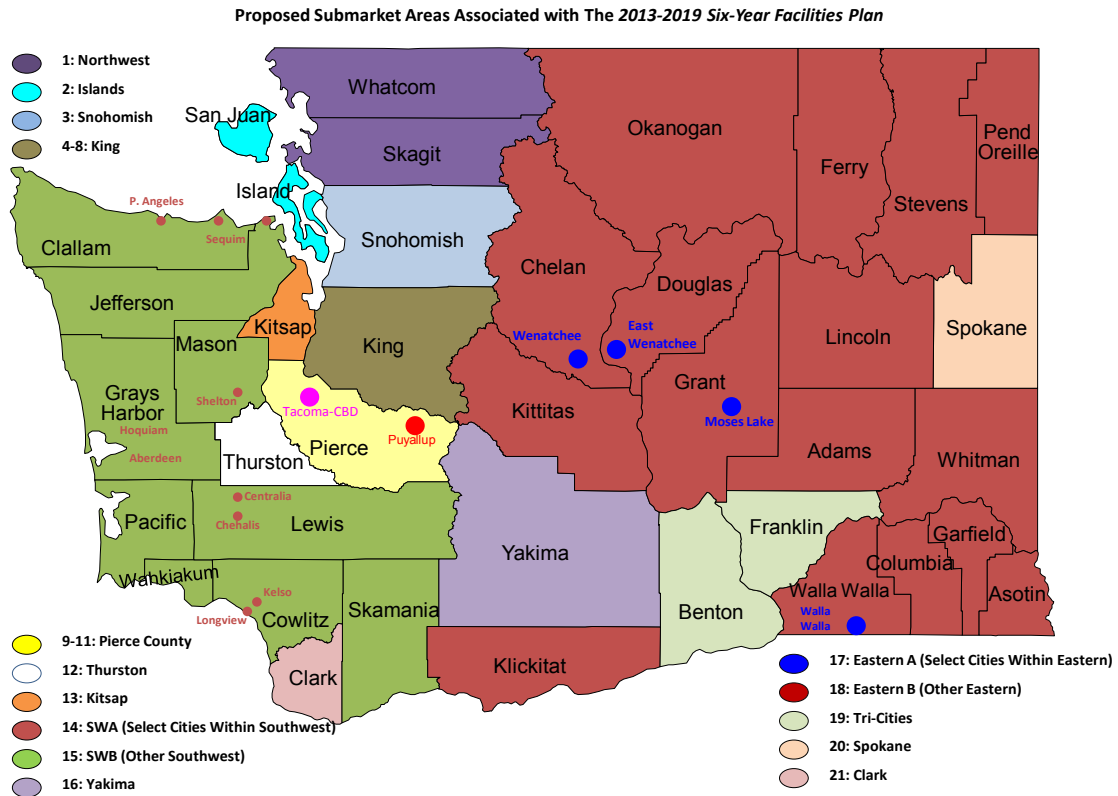 Proposed Submarket Areas Associated with The 2013-2019 Six-Year Facilities Plan
1: Northwest
2: Islands
3: Snohomish
4-8: King
San Juan
Whatcom
Skagit
Island
Okanogan
Ferry
Stevens
Pend
Oreille
P. Angeles
Sequim
Clallam
Snohomish
Chelan
Douglas
Jefferson
Kitsap
King
Mason
Wenatchee
East
Wenatchee
Lincoln
Spokane
Grays
Harbor
Shelton
Hoquiam
Aberdeen
Tacoma-CBD
Puyallup
Pierce
Thurston
Kittitas
Grant
Moses Lake
Adams
Whitman
Centralia
Chenalis
Pacific
Lewis
Yakima
Franklin
Garfield
Columbia
Wahkiakum
Kelso
Longview
Cowlitz
Skamania
Benton
Walla Walla
Walla
Walla
Asotin
Clark
Klickitat
9-11: Pierce County
12: Thurston
13: Kitsap
14: SWA (Select Cities Within Southwest)
15: SWB (Other Southwest)
16: Yakima
17: Eastern A (Select Cities Within Eastern)
18: Eastern B (Other Eastern)
19: Tri-Cities
20: Spokane
21: Clark